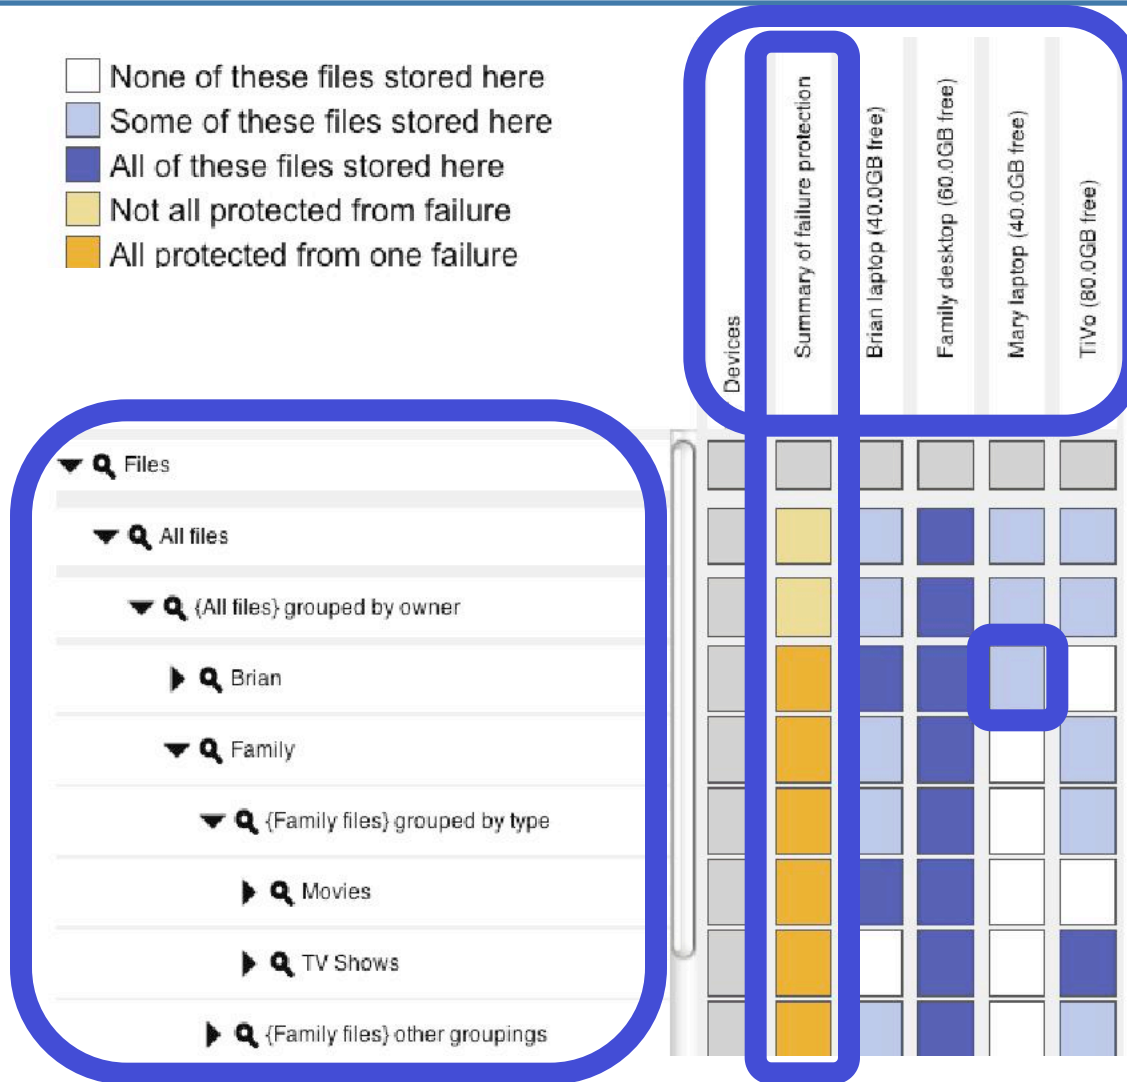 None of these files stored here
Some of these files stored here
All of these files stored here
Not all protected from failure
All protected from one failure
Devices
Summary of failure protection
Brian laptop (40.0GB free)
Family desktop (60.0GB free)
Mary laptop (40.0GB free)
TiVo (80.0GB free)
Files
All files
{All files} grouped by owner
Brian
Family
{Family files} grouped by type
Movies
TV Shows
{Family files} other groupings